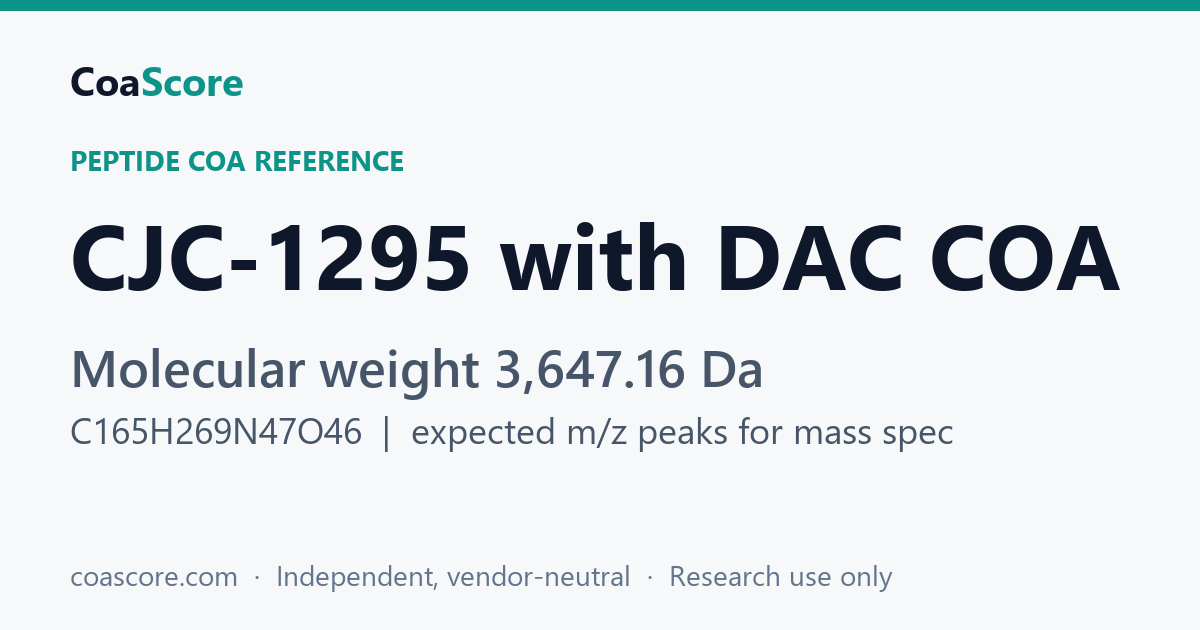 CoaScore
PEPTIDE COA REFERENCE
CJC-1295 with DAC COA
Molecular weight 3,647.16 Da
C165H269N47O46 | expected m/z peaks for mass spec
coascore.com · Independent, vendor-neutral · Research use only